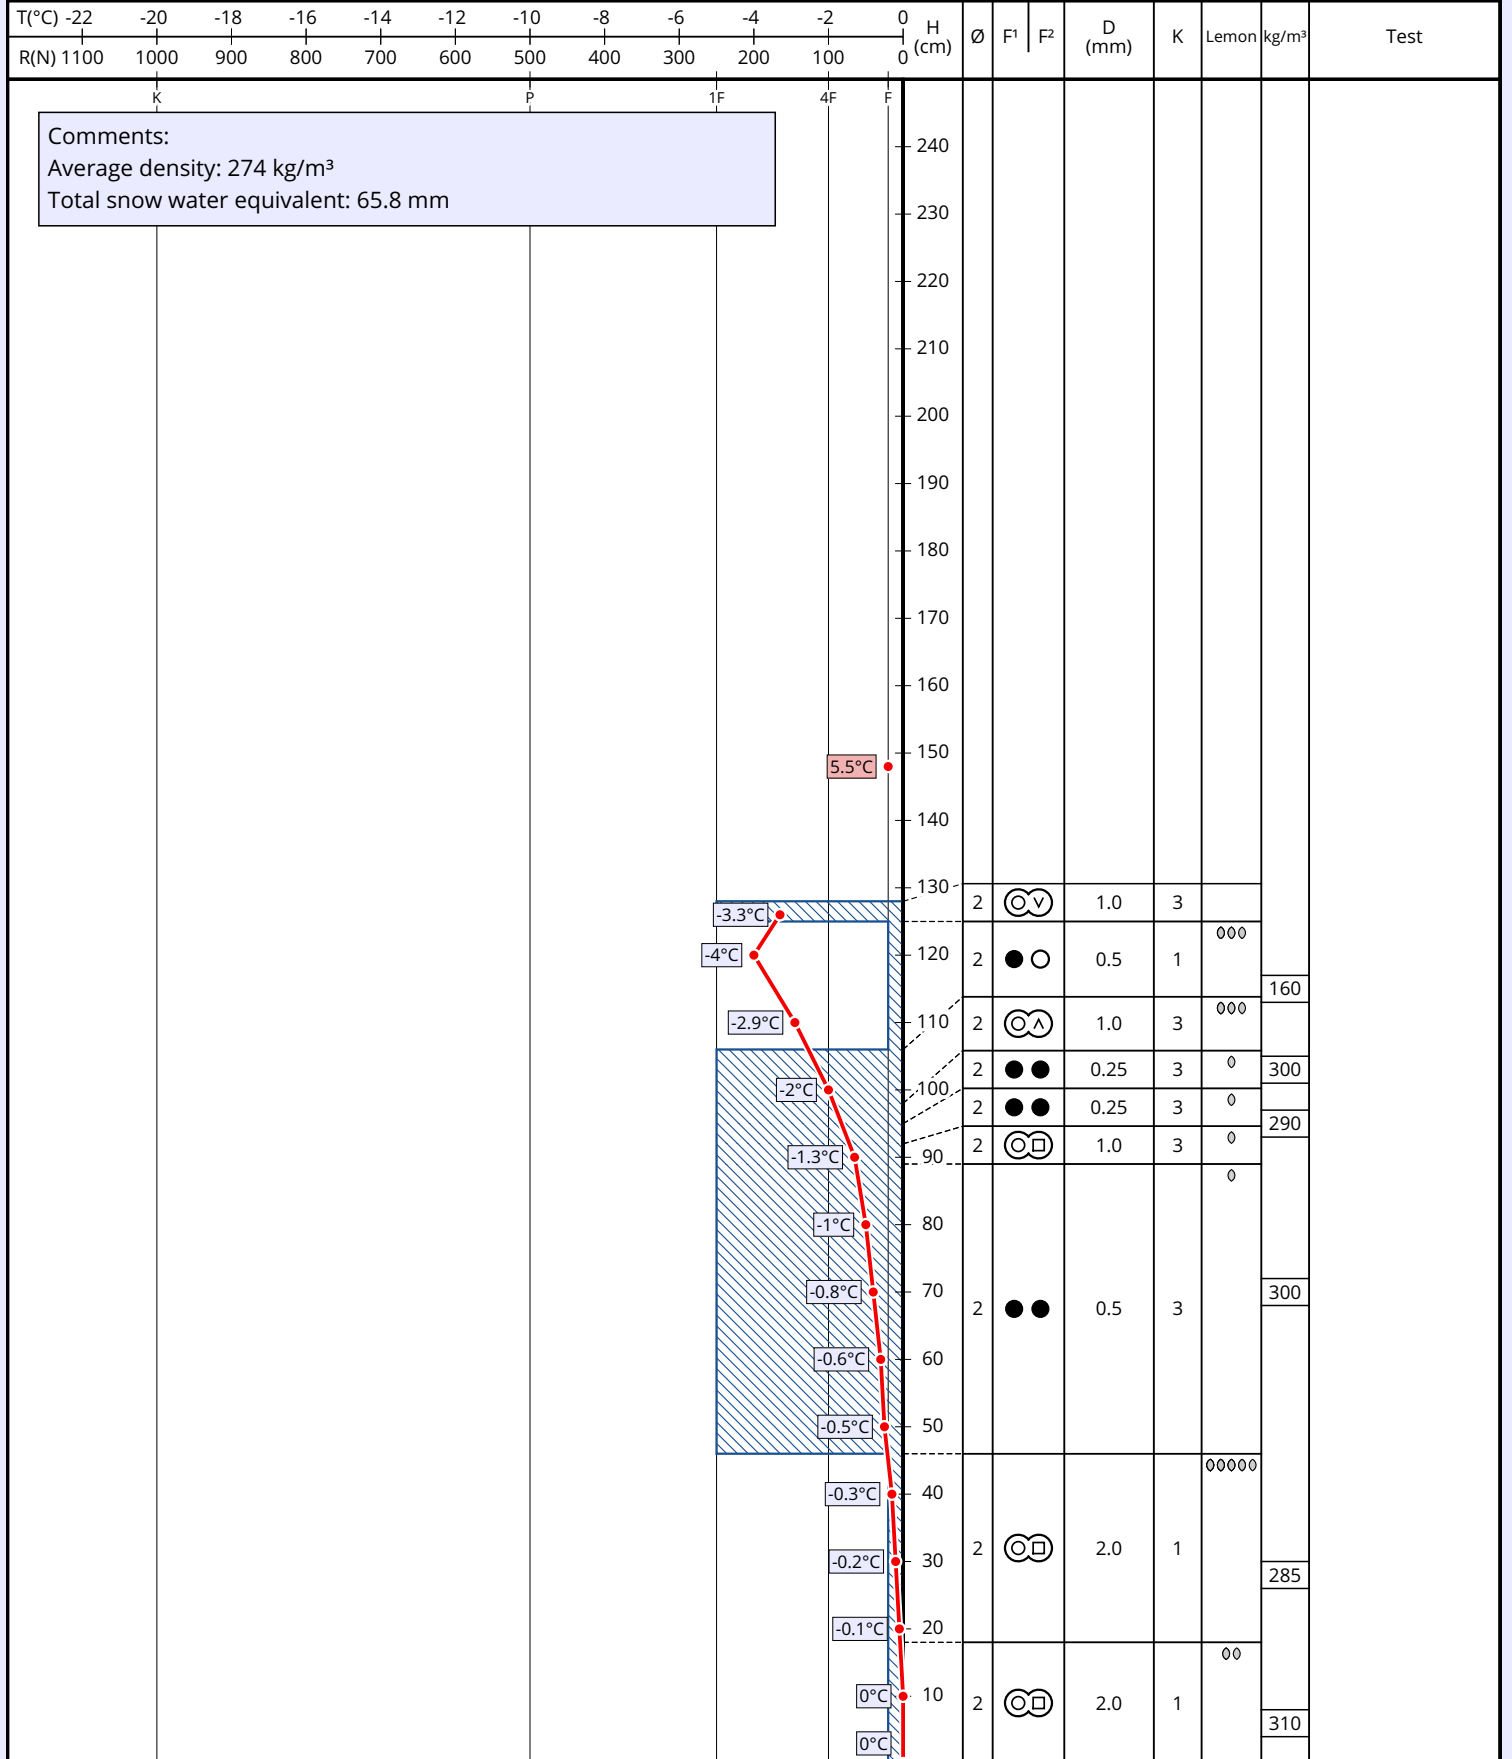 T(°C) -22 -20 -18 -16 -14 -12 -10 -8 -6 -4 -2 0
R(N) 1100 1000 900 800 700 600 500 400 300 200 100 0
H (cm) Ø F¹ F² D (mm) K Lemon kg/m³ Test
K P 1F 4F F
Comments:
Average density: 274 kg/m³
Total snow water equivalent: 65.8 mm
240
230
220
210
200
190
180
170
160
150
5.5°C
140
130
2 1.0 3
-3.3°C
-4°C 120 2 0.5 1
160
-2.9°C 110 2 1.0 3
2 0.25 3 300
-2°C 100
2 0.25 3
290
2 1.0 3
-1.3°C 90
-1°C 80
-0.8°C 70 300
2 0.5 3
-0.6°C 60
-0.5°C 50
-0.3°C 40
2 2.0 1
-0.2°C 30
285
-0.1°C 20
0°C 10
2 2.0 1
310
0°C